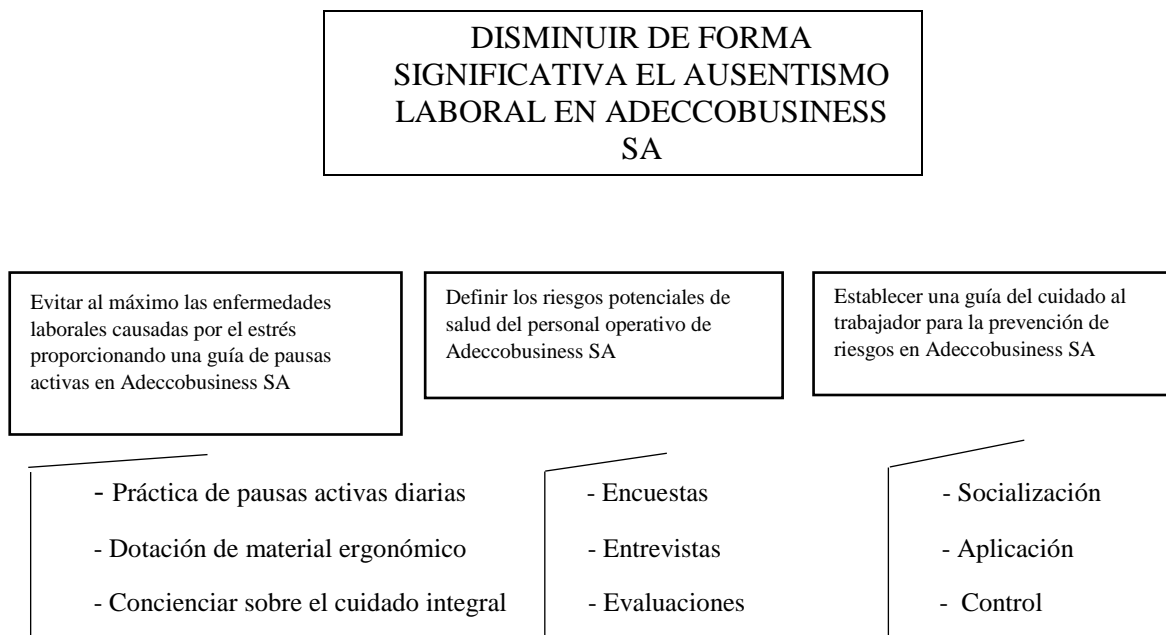 DISMINUIR DE FORMA
SIGNIFICATIVA EL AUSENTISMO
LABORAL EN ADECCOBUSINESS
SA
Evitar al máximo las enfermedades
laborales causadas por el estrés
proporcionando una guía de pausas
activas en Adeccobusiness SA
Definir los riesgos potenciales de
salud del personal operativo de
Adeccobusiness SA
Establecer una guía del cuidado al
trabajador para la prevención de
riesgos en Adeccobusiness SA
- Práctica de pausas activas diarias
- Dotación de material ergonómico
- Concienciar sobre el cuidado integral
- Encuestas
- Entrevistas
- Evaluaciones
- Socialización
- Aplicación
- Control